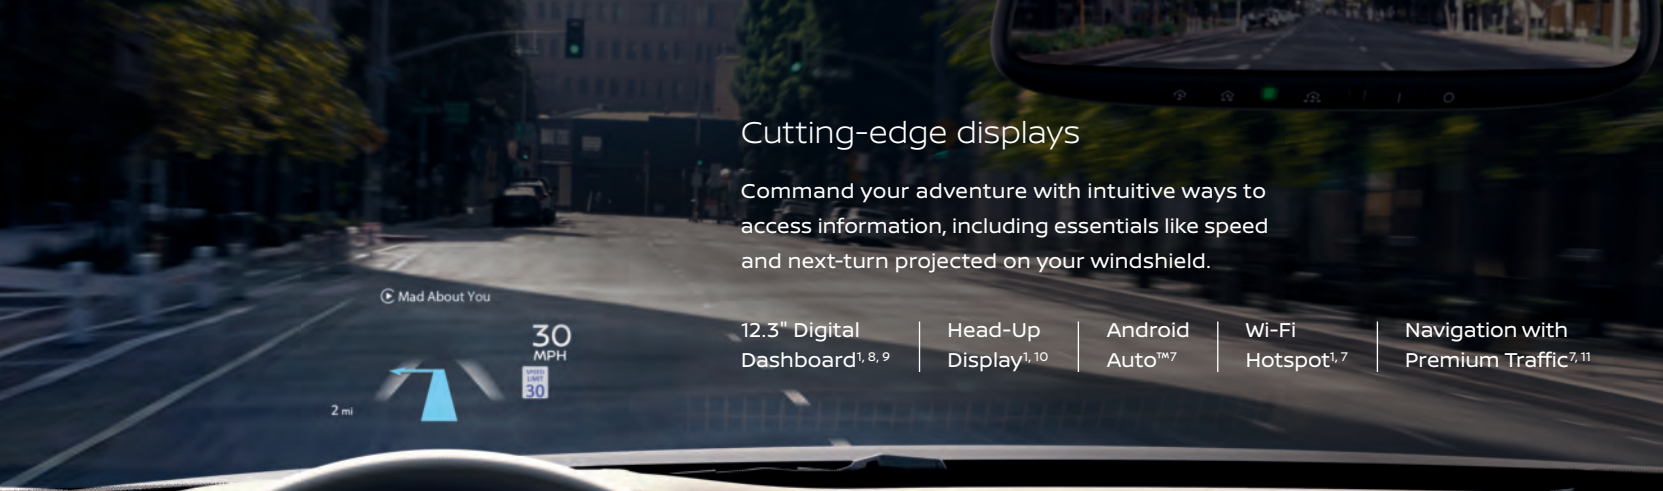 Cutting-edge displays
Command your adventure with intuitive ways to
access information, including essentials like speed
and next-turn projected on your windshield.
Mad About You
30
MPH
SPEED
LIMIT
30
2 mi
12.3" Digital
Dashboard1, 8, 9
Head-Up
Display1, 10
Android
Auto™7
Wi-Fi
Hotspot1, 7
Navigation with
Premium Traffic7, 11